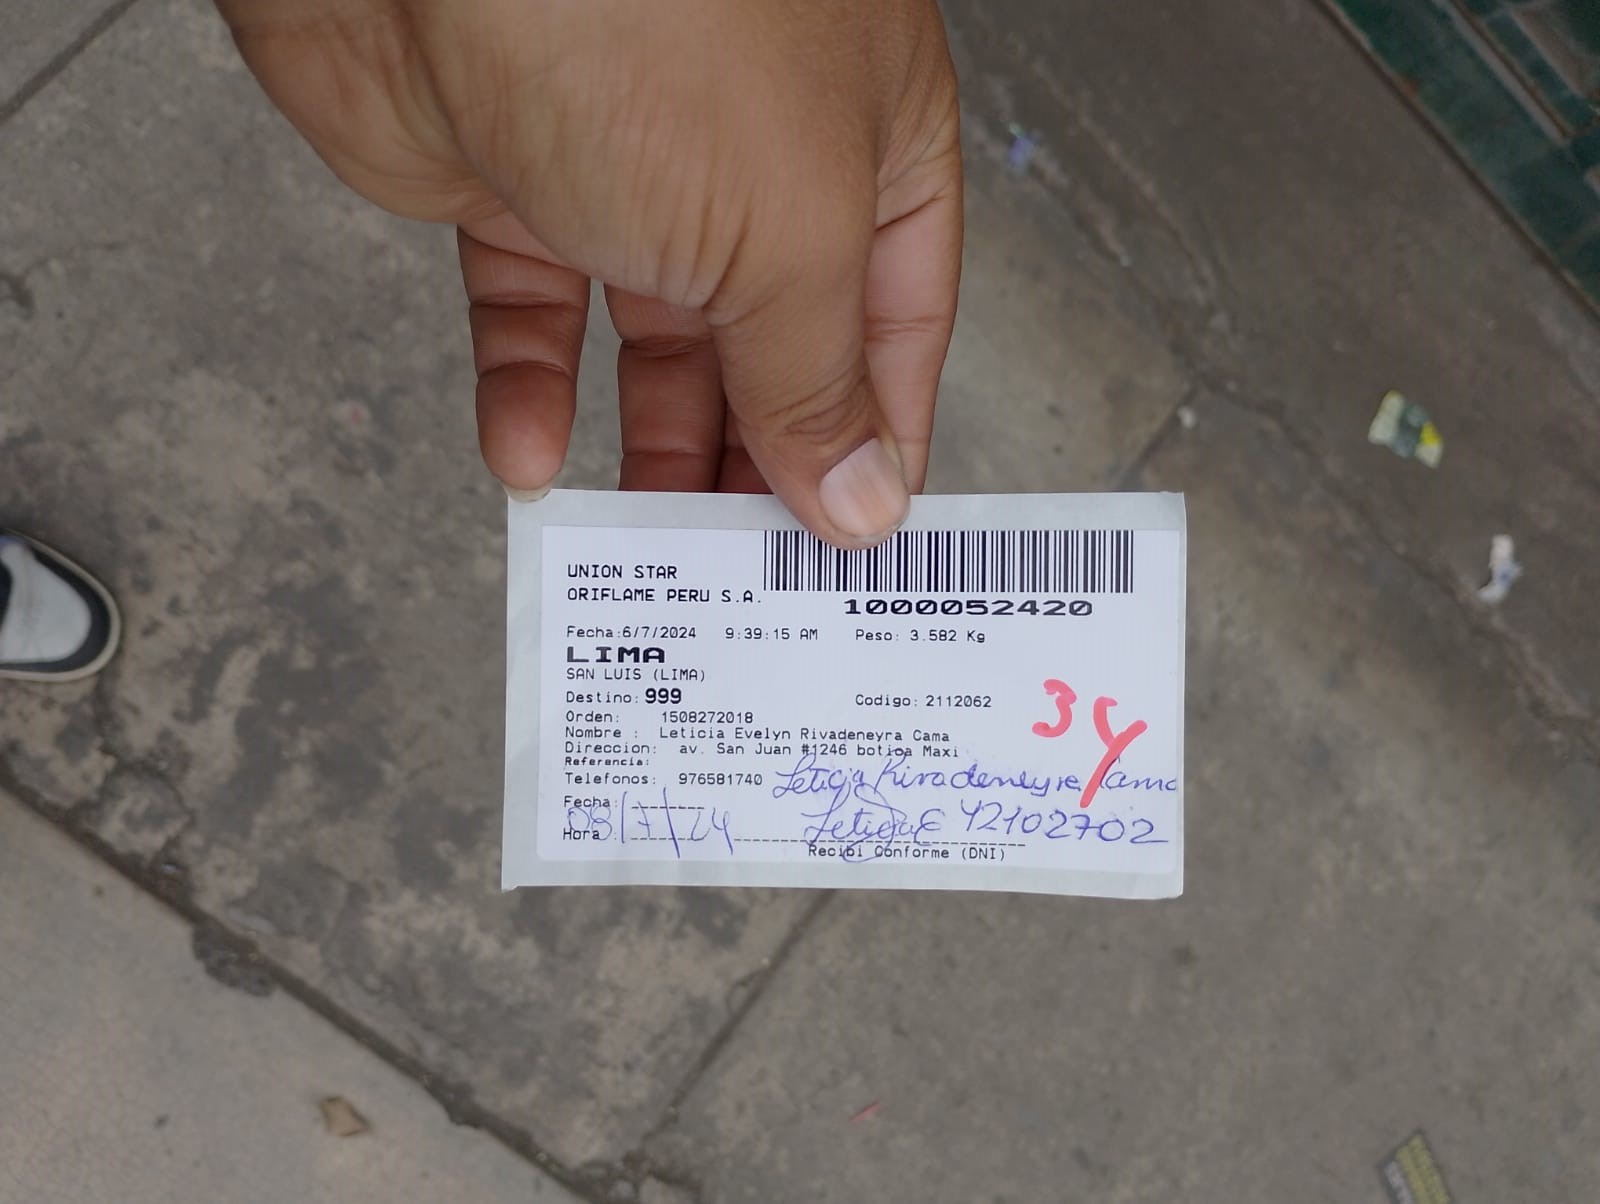 UNION STAR
ORIFLAME PERU S.A.
1000052420
Fecha:6/7/2024 9:39:15 AM Peso: 3.582 Kg
LIMA
SAN LUIS (LIMA)
Destino: 999 Codigo: 2112062
34
Orden: 1508272018
Nombre : Leticia Evelyn Rivadeneyra Cama
Direccion: av. San Juan #1246 botica Maxi
Referencia:
Telefonos: 976581740 Leticia Rivadeneyra Cama
Fecha:
08/7/24 Leticia 42102702
Hora
Recibi Conforme (DNI)